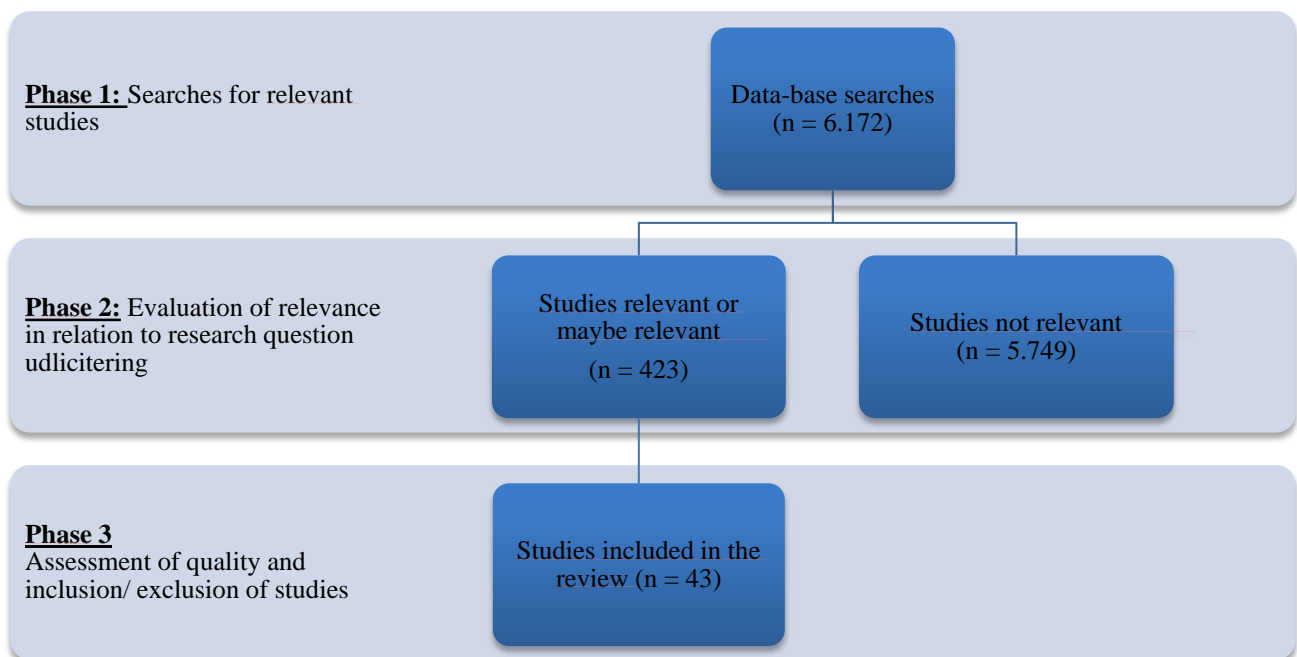 Phase 1: Searches for relevant
studies
Data-base searches
(n = 6.172)
Phase 2: Evaluation of relevance
in relation to research question
udlicitering
Studies relevant or
maybe relevant
(n = 423)
Studies not relevant
(n = 5.749)
Phase 3
Assessment of quality and
inclusion/ exclusion of studies
Studies included in the
review (n = 43)